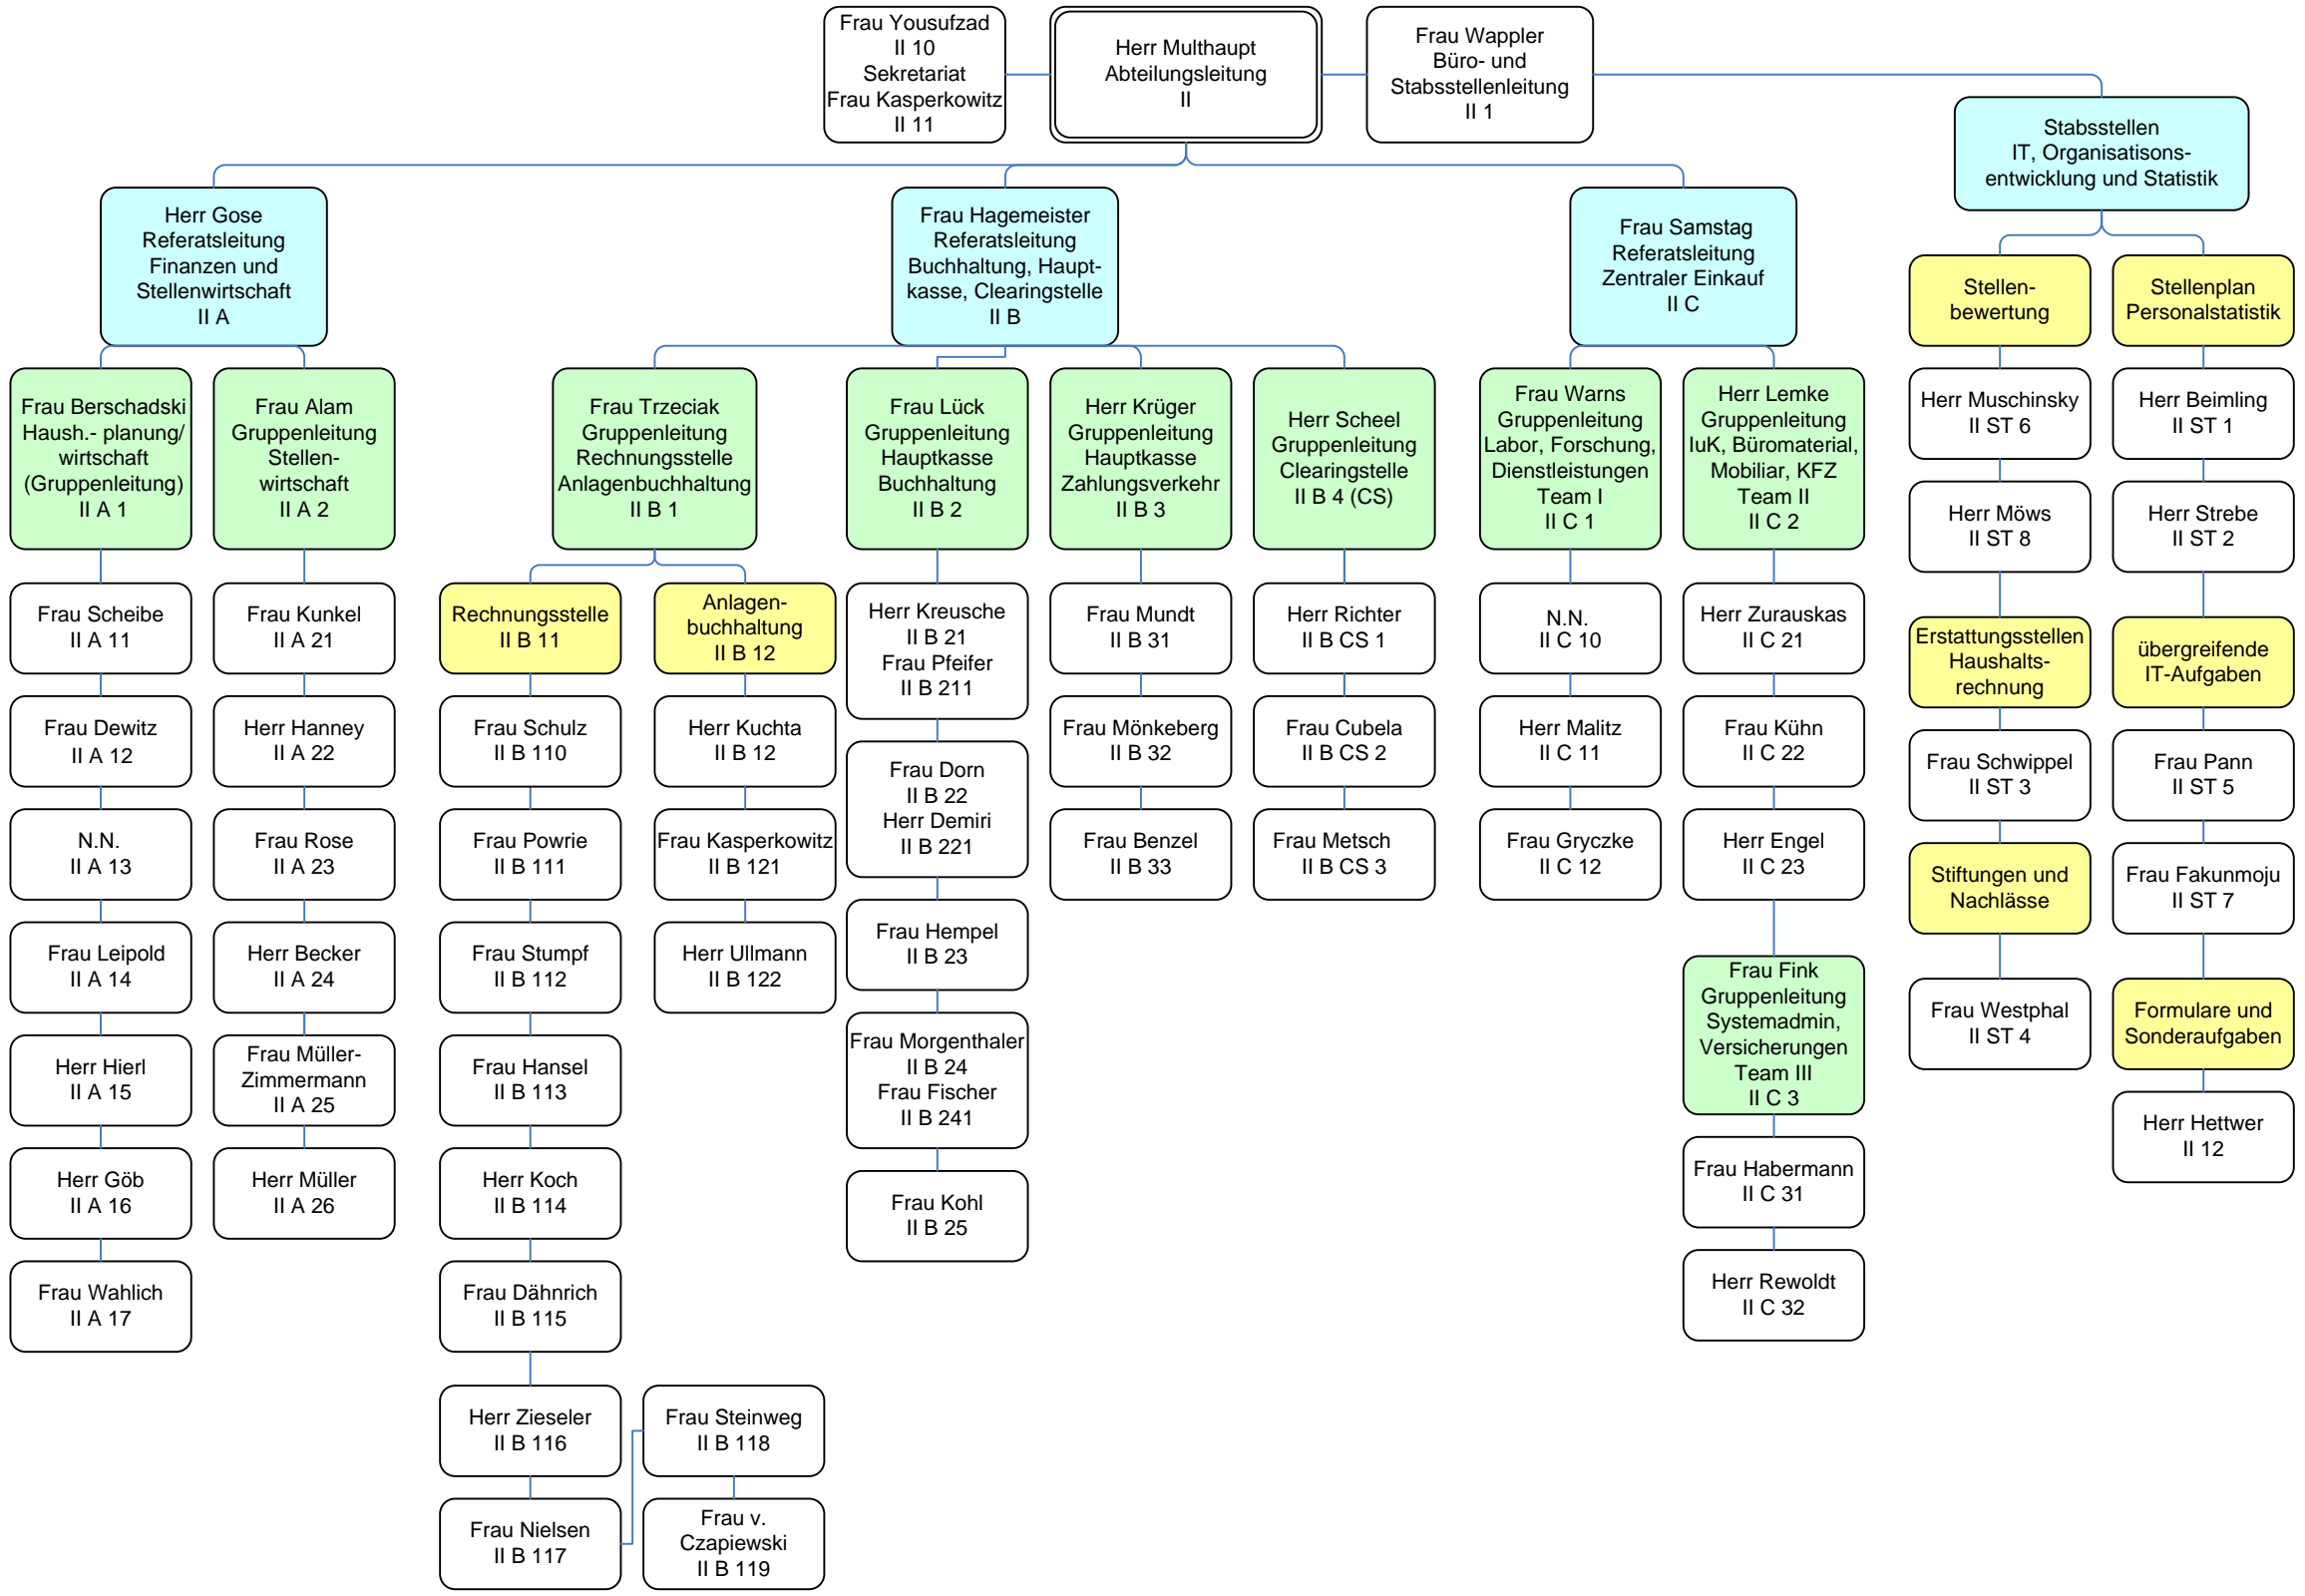 Frau Yousufzad
II 10
Sekretariat
Frau Kasperkowitz
II 11
Herr Multhaupt
Abteilungsleitung
II
Frau Wappler
Büro- und
Stabsstellenleitung
II 1
Stabsstellen
IT, Organisatisons-
entwicklung und Statistik
Herr Gose
Referatsleitung
Finanzen und
Stellenwirtschaft
II A
Frau Hagemeister
Referatsleitung
Buchhaltung, Haupt-
kasse, Clearingstelle
II B
Frau Samstag
Referatsleitung
Zentraler Einkauf
II C
Frau Berschadski
Haush.- planung/
wirtschaft
(Gruppenleitung)
II A 1
Frau Scheibe
II A 11
Frau Dewitz
II A 12
N.N.
II A 13
Frau Leipold
II A 14
Herr Hierl
II A 15
Herr Göb
II A 16
Frau Wahlich
II A 17
Frau Alam
Gruppenleitung
Stellen-
wirtschaft
II A 2
Frau Kunkel
II A 21
Herr Hanney
II A 22
Frau Rose
II A 23
Herr Becker
II A 24
Frau Müller-
Zimmermann
II A 25
Herr Müller
II A 26
Frau Trzeciak
Gruppenleitung
Rechnungsstelle
Anlagenbuchhaltung
II B 1
Rechnungsstelle
II B 11
Frau Schulz
II B 110
Frau Powrie
II B 111
Frau Stumpf
II B 112
Frau Hansel
II B 113
Herr Koch
II B 114
Frau Dähnrich
II B 115
Herr Zieseler
II B 116
Frau Nielsen
II B 117
Frau Steinweg
II B 118
Frau v.
Czapiewski
II B 119
Anlagen-
buchhaltung
II B 12
Herr Kuchta
II B 12
Frau Kasperkowitz
II B 121
Herr Ullmann
II B 122
Frau Lück
Gruppenleitung
Hauptkasse
Buchhaltung
II B 2
Herr Kreusche
II B 21
Frau Pfeifer
II B 211
Frau Dorn
II B 22
Herr Demiri
II B 221
Frau Hempel
II B 23
Frau Morgenthaler
II B 24
Frau Fischer
II B 241
Frau Kohl
II B 25
Herr Krüger
Gruppenleitung
Hauptkasse
Zahlungsverkehr
II B 3
Frau Mundt
II B 31
Frau Mönkeberg
II B 32
Frau Benzel
II B 33
Herr Scheel
Gruppenleitung
Clearingstelle
II B 4 (CS)
Herr Richter
II B CS 1
Frau Cubela
II B CS 2
Frau Metsch
II B CS 3
Frau Warns
Gruppenleitung
Labor, Forschung,
Dienstleistungen
Team I
II C 1
N.N.
II C 10
Herr Malitz
II C 11
Frau Gryczke
II C 12
Herr Lemke
Gruppenleitung
IuK, Büromaterial,
Mobiliar, KFZ
Team II
II C 2
Herr Zurauskas
II C 21
Frau Kühn
II C 22
Herr Engel
II C 23
Frau Fink
Gruppenleitung
Systemadmin,
Versicherungen
Team III
II C 3
Frau Habermann
II C 31
Herr Rewoldt
II C 32
Stellen-
bewertung
Herr Muschinsky
II ST 6
Herr Möws
II ST 8
Erstattungsstellen
Haushalts-
rechnung
Frau Schwippel
II ST 3
Stiftungen und
Nachlässe
Frau Westphal
II ST 4
Stellenplan
Personalstatistik
Herr Beimling
II ST 1
Herr Strebe
II ST 2
übergreifende
IT-Aufgaben
Frau Pann
II ST 5
Frau Fakunmoju
II ST 7
Formulare und
Sonderaufgaben
Herr Hettwer
II 12